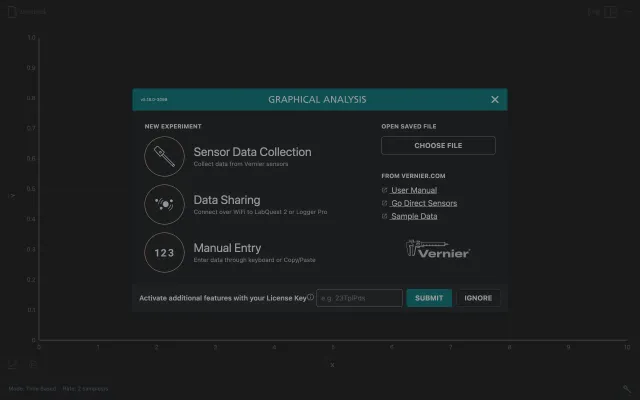 GRAPHICAL ANALYSIS
NEW EXPERIMENT
Sensor Data Collection
Collect data from Vernier sensors
Data Sharing
Connect over WiFi to LabQuest 2 or Logger Pro
123
Manual Entry
Enter data through keyboard or Copy/Paste
OPEN SAVED FILE
CHOOSE FILE
FROM VERNIER.COM
User Manual
Go Direct Sensors
Sample Data
Vernier
Activate additional features with your License Key
SUBMIT
IGNORE
1.0
0.9
0.8
0.7
0.6
0.5
0.4
0.3
0.2
0.1
0
0 1 2 3 4 5 6 7 8 9 10
X